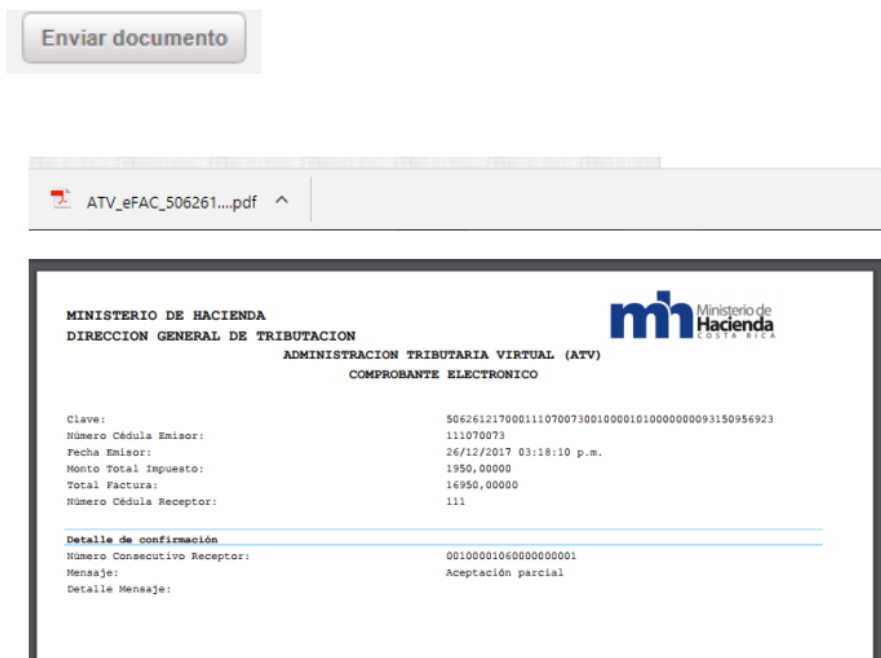 Enviar documento
ATV_eFAC_506261....pdf
MINISTERIO DE HACIENDA
DIRECCION GENERAL DE TRIBUTACION
mh Ministerio de Hacienda
COSTA RICA
ADMINISTRACION TRIBUTARIA VIRTUAL (ATV)
COMPROBANTE ELECTRONICO
Clave: 50626121700011107007300100001010000000093150956923
Número Cédula Emisor: 111070073
Fecha Emisor: 26/12/2017 03:18:10 p.m.
Monto Total Impuesto: 1950,00000
Total Factura: 16950,00000
Número Cédula Receptor: 111
Detalle de confirmación
Número Consecutivo Receptor: 00100001060000000001
Mensaje: Aceptación parcial
Detalle Mensaje: